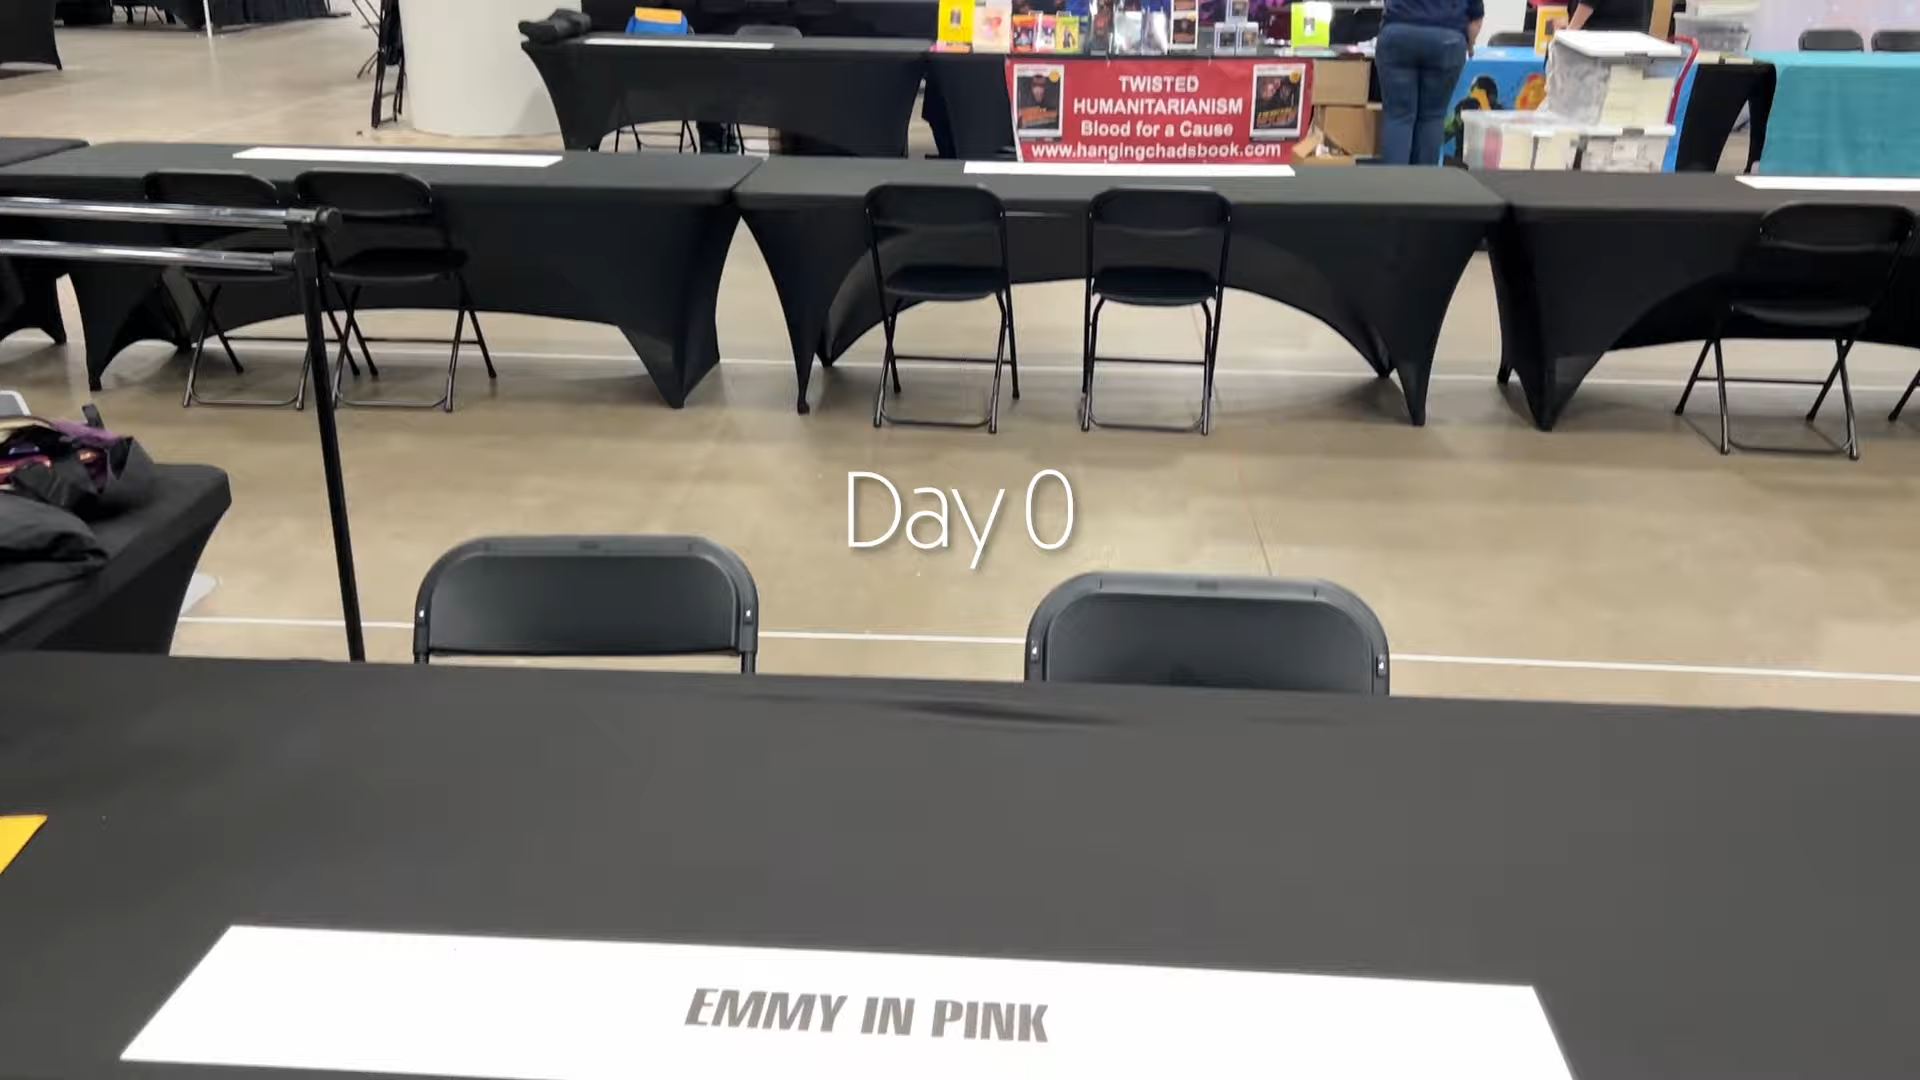 TWISTED
HUMANITARIANISM
Blood for a Cause
www.hangingchadsbook.com
Day 0
EMMY IN PINK